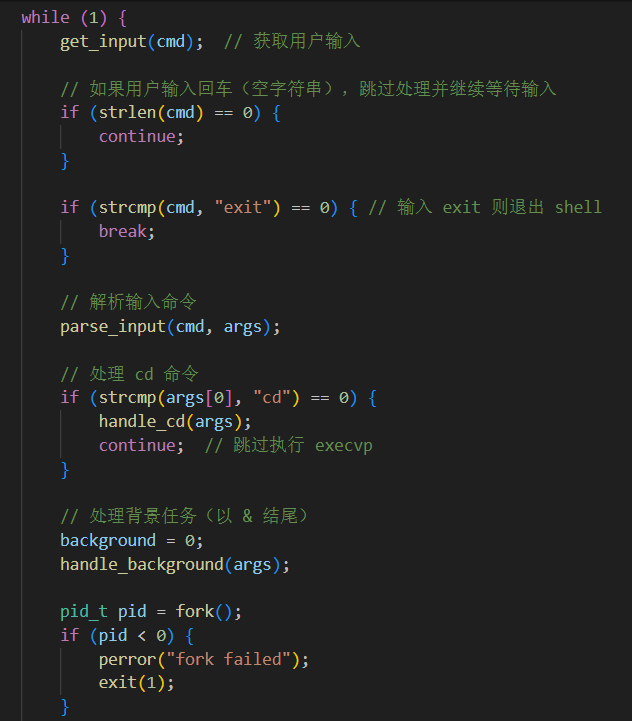 while (1) {
get_input(cmd);  // 获取用户输入
// 如果用户输入回车（空字符串），跳过处理并继续等待输入
if (strlen(cmd) == 0) {
continue;
}
if (strcmp(cmd, "exit") == 0) { // 输入 exit 则退出 shell
break;
}
// 解析输入命令
parse_input(cmd, args);
// 处理 cd 命令
if (strcmp(args[0], "cd") == 0) {
handle_cd(args);
continue;  // 跳过执行 execvp
}
// 处理背景任务（以 & 结尾）
background = 0;
handle_background(args);
pid_t pid = fork();
if (pid < 0) {
perror("fork failed");
exit(1);
}